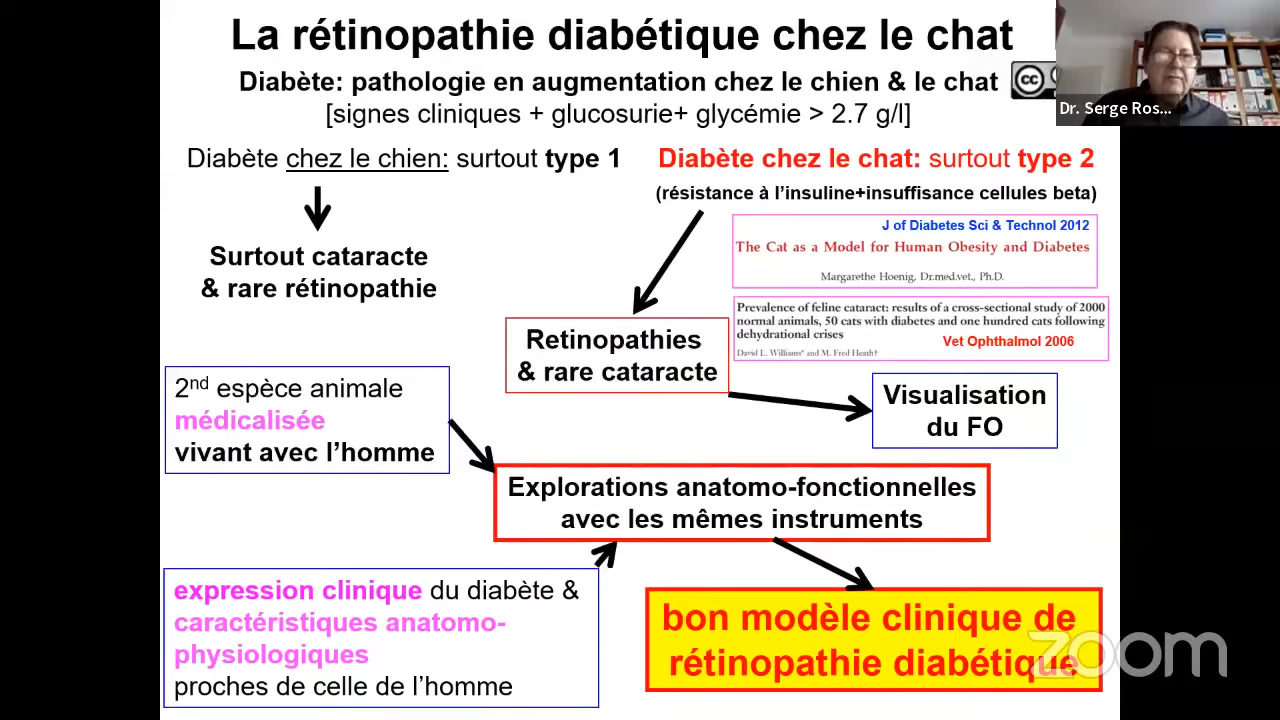 La rétinopathie diabétique chez le chat
Diabète: pathologie en augmentation chez le chien & le chat
[signes cliniques + glucosurie+ glycémie > 2.7 g/l]
cc
Dr. Serge Ros...
Diabète chez le chien: surtout type 1
Surtout cataracte
& rare rétinopathie
Diabète chez le chat: surtout type 2
(résistance à l'insuline+insuffisance cellules beta)
J of Diabetes Sci & Technol 2012
The Cat as a Model for Human Obesity and Diabetes
Margarethe Hoenig, Dr.med.vet., Ph.D.
Prevalence of feline cataract: results of a cross-sectional study of 2000
normal animals, 50 cats with diabetes and one hundred cats following
dehydrational crises
Vet Ophthalmol 2006
David L. Williams* and M. Fred Heath†
Retinopathies
& rare cataracte
Visualisation
du FO
2nd espèce animale
médicalisée
vivant avec l'homme
Explorations anatomo-fonctionnelles
avec les mêmes instruments
expression clinique du diabète &
caractéristiques anatomo-
physiologiques
proches de celle de l'homme
bon modèle clinique de
rétinopathie diabétique
zoom